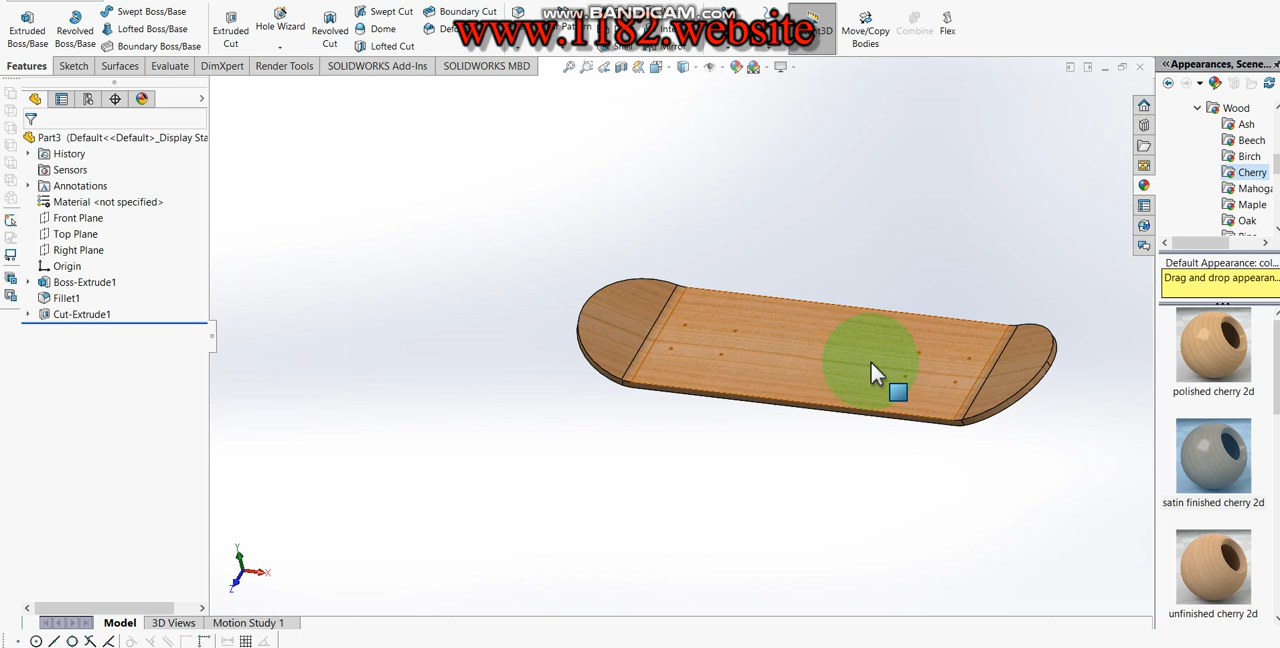 www.BANDICAM.com
www.1182.website
Extruded Boss/Base
Revolved Boss/Base
Swept Boss/Base
Lofted Boss/Base
Boundary Boss/Base
Extruded Cut
Hole Wizard
Revolved Cut
Swept Cut
Dome
Lofted Cut
Boundary Cut
Mirror
Move/Copy Bodies
Combine
Flex
Features
Sketch
Surfaces
Evaluate
DimXpert
Render Tools
SOLIDWORKS Add-Ins
SOLIDWORKS MBD
Part3 (Default<<Default>_Display Sta
History
Sensors
Annotations
Material <not specified>
Front Plane
Top Plane
Right Plane
Origin
Boss-Extrude1
Fillet1
Cut-Extrude1
Y
X
Z
Appearances, Scene...
Wood
Ash
Beech
Birch
Cherry
Mahoga
Maple
Oak
Default Appearance: col...
Drag and drop appearan...
polished cherry 2d
satin finished cherry 2d
unfinished cherry 2d
Model
3D Views
Motion Study 1